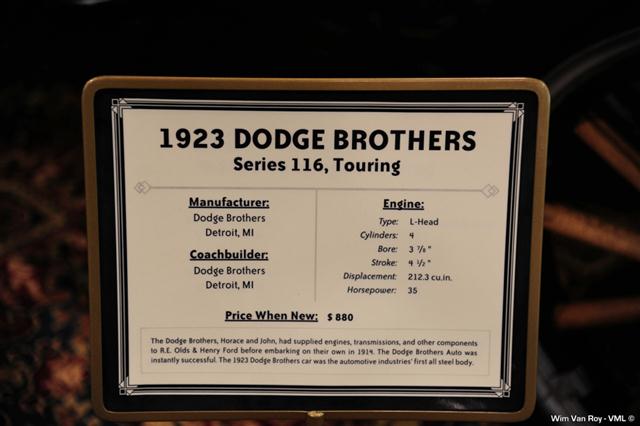 1923 DODGE BROTHERS
Series 116, Touring
Manufacturer:
Dodge Brothers
Detroit, MI
Coachbuilder:
Dodge Brothers
Detroit, MI
Engine:
Type: L-Head
Cylinders: 4
Bore: 3 7/8 "
Stroke: 4 1/2 "
Displacement: 212.3 cu.in.
Horsepower: 35
Price When New: $ 880
The Dodge Brothers, Horace and John, had supplied engines, transmissions, and other components
to R.E. Olds & Henry Ford before embarking on their own in 1914. The Dodge Brothers Auto was
instantly successful. The 1923 Dodge Brothers car was the automotive industries' first all steel body.
Wim Van Roy - VML ©